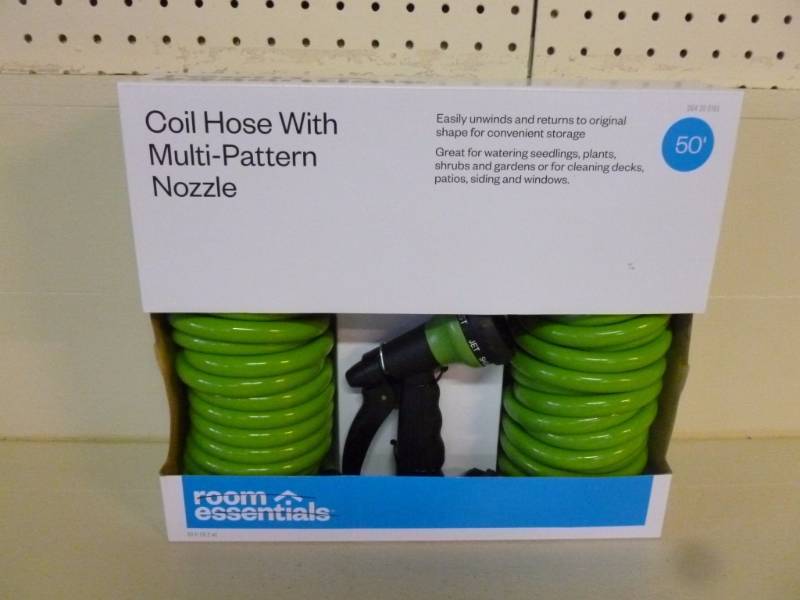 Coil Hose With
Multi-Pattern
Nozzle
Easily unwinds and returns to original
shape for convenient storage
Great for watering seedlings, plants,
shrubs and gardens or for cleaning decks,
patios, siding and windows.
50'
JET
room
essentials